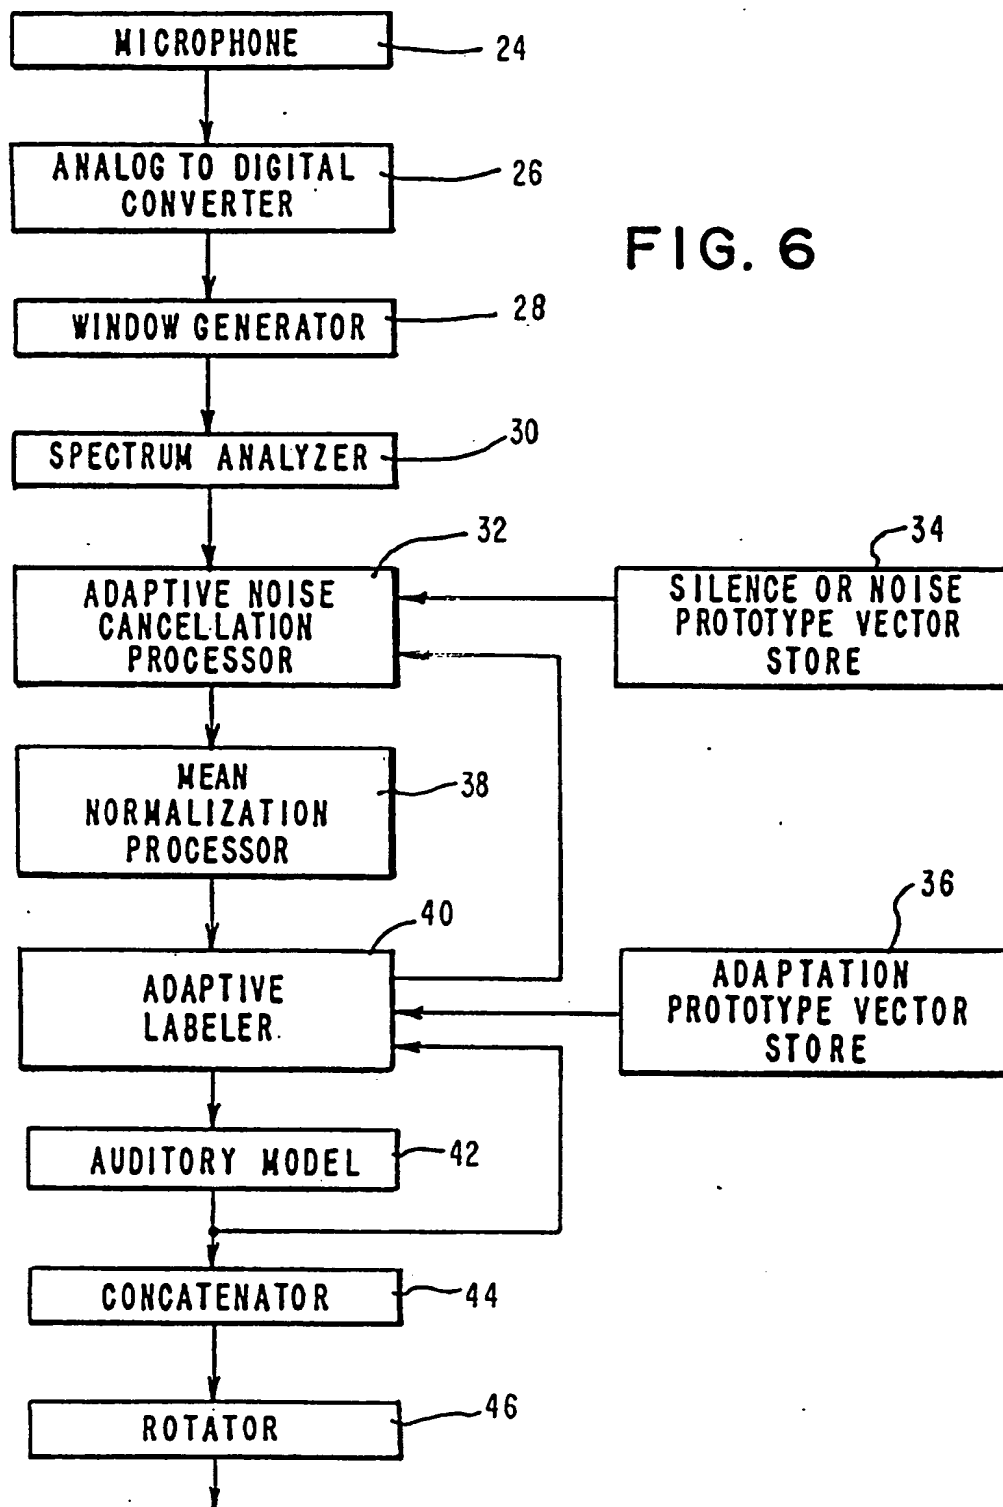 MICROPHONE
24
ANALOG TO DIGITAL
CONVERTER
26
FIG. 6
WINDOW GENERATOR
28
SPECTRUM ANALYZER
30
32
ADAPTIVE NOISE
CANCELLATION
PROCESSOR
34
SILENCE OR NOISE
PROTOTYPE VECTOR
STORE
MEAN
NORMALIZATION
PROCESSOR
38
40
ADAPTIVE
LABELER
36
ADAPTATION
PROTOTYPE VECTOR
STORE
AUDITORY MODEL
42
CONCATENATOR
44
ROTATOR
46